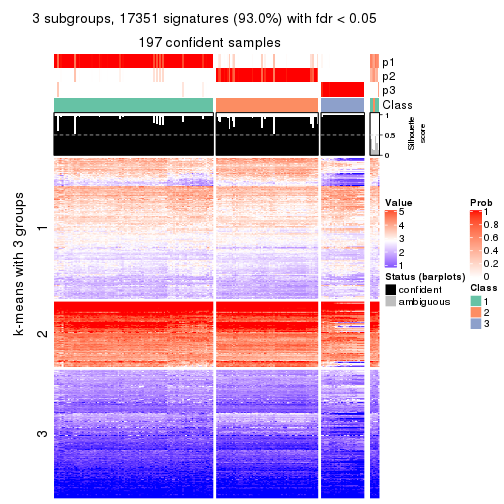 3 subgroups, 17351 signatures (93.0%) with fdr < 0.05
197 confident samples
p1
p2
p3
Class
1
0.5
0
Silhouette
score
k-means with 3 groups
1
2
3
Value
5
4
3
2
1
Status (barplots)
confident
ambiguous
Prob
1
0.8
0.6
0.4
0.2
0
Class
1
2
3